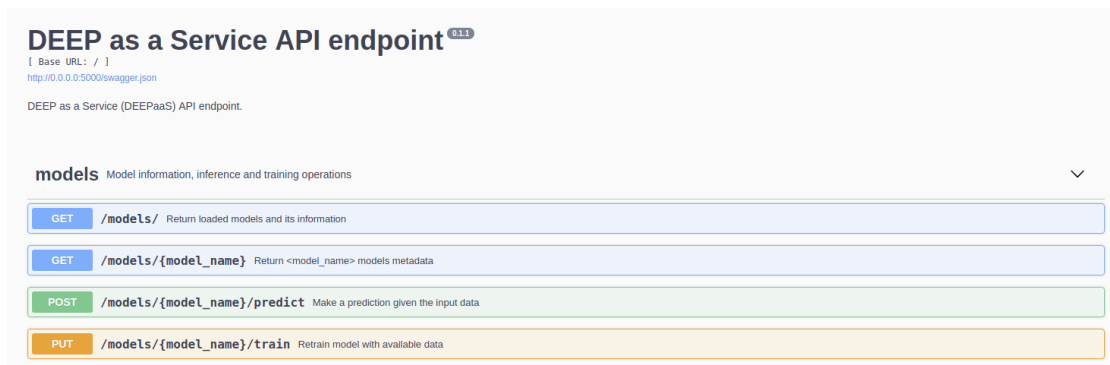 DEEP as a Service API endpoint 0.1.1
[ Base URL: / ]
http://0.0.0.0:5000/swagger.json
DEEP as a Service (DEEPaaS) API endpoint.
models Model information, inference and training operations
GET /models/ Return loaded models and its information
GET /models/{model_name} Return <model_name> models metadata
POST /models/{model_name}/predict Make a prediction given the input data
PUT /models/{model_name}/train Retrain model with available data